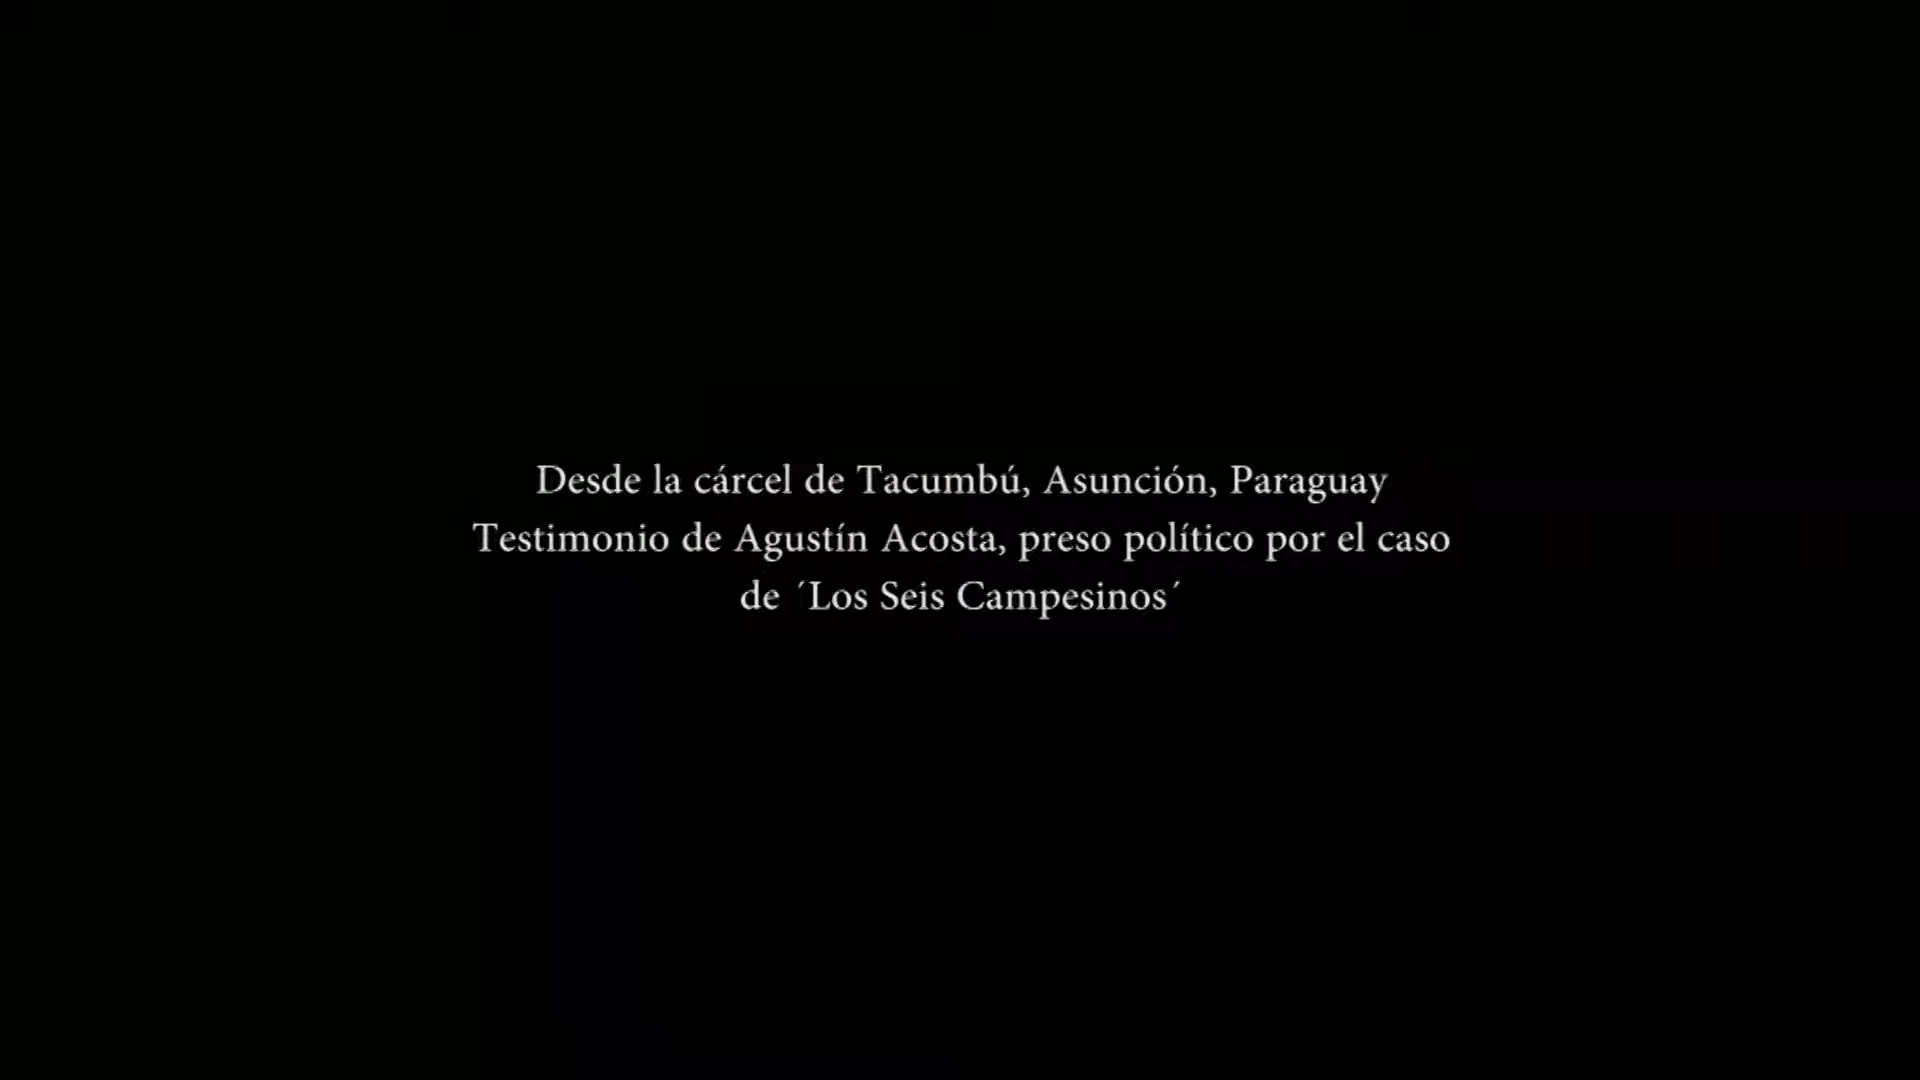 Desde la cárcel de Tacumbú, Asunción, Paraguay
Testimonio de Agustín Acosta, preso político por el caso
de ´Los Seis Campesinos´